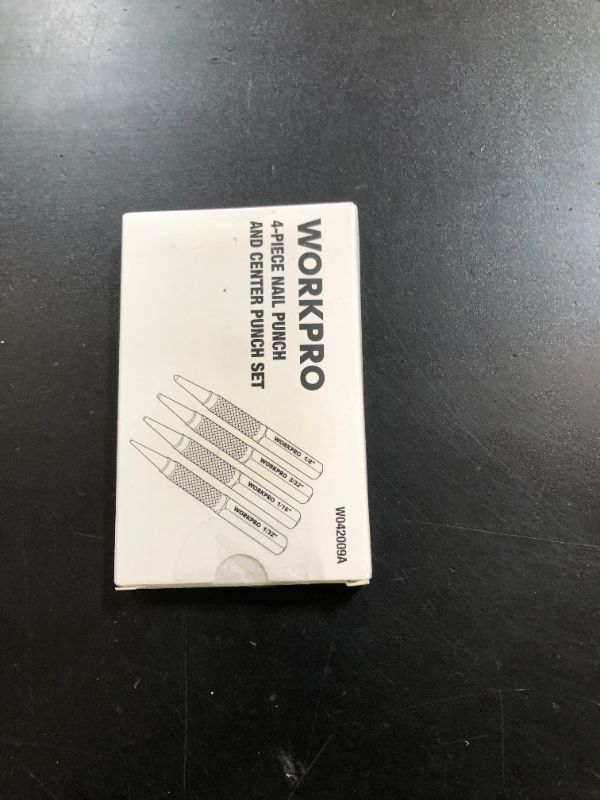 WORKPRO
4-PIECE NAIL PUNCH
AND CENTER PUNCH SET
WORKPRO 1/8"
WORKPRO 3/32"
WORKPRO 1/16"
WORKPRO 1/32"
W042009A